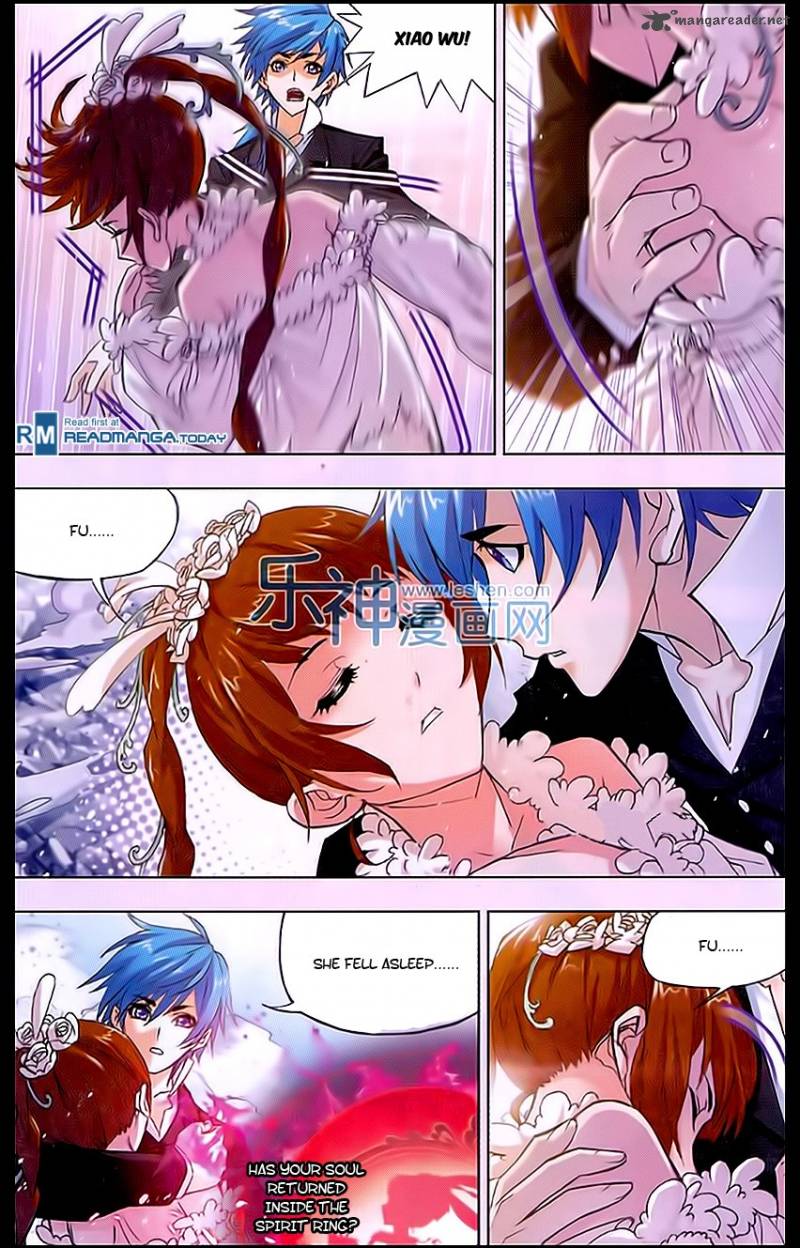 mangareader.net
XIAO WU!
Read first at
RM READMANGA.TODAY
FU......
乐神漫画网
www.leshen.com
SHE FELL ASLEEP......
FU......
HAS YOUR SOUL
RETURNED
INSIDE THE
SPIRIT RING?